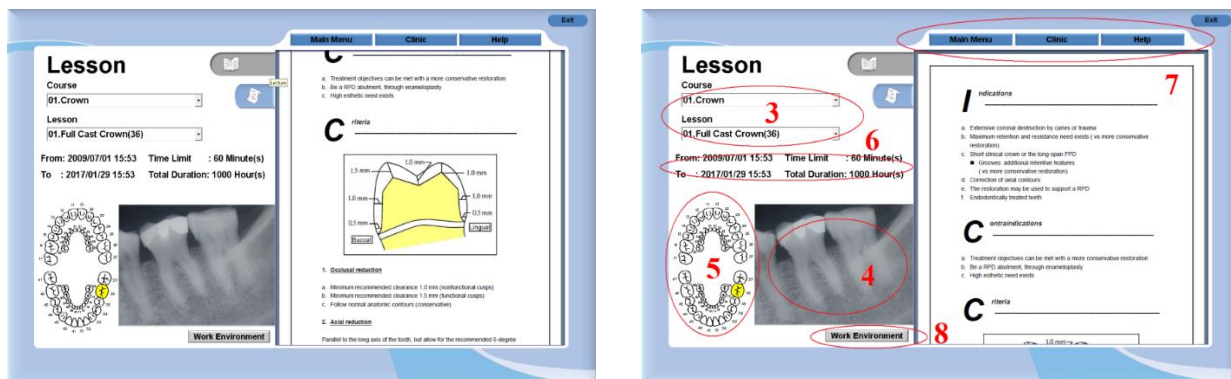 Exit
Main Menu Clinic Help
Lesson
Course
01.Crown
Lesson
01.Full Cast Crown(36)
From: 2009/07/01 15:53 Time Limit : 60 Minute(s)
To : 2017/01/29 15:53 Total Duration: 1000 Hour(s)
Work Environment
Lecture
C
a. Treatment objectives can be met with a more conservative restoration
b. Be a RPD abutment, through enameloplasty
c. High esthetic need exists
Criteria
1.0 mm
1.5 mm
1.0 mm
1.0 mm
1.0 mm
0.5 mm
0.5 mm
Buccal
Lingual
1. Occlusal reduction
a. Minimum recommended clearance 1.0 mm (nonfunctional cusps)
b. Minimum recommended clearance 1.5 mm (functional cusps)
c. Follow normal anatomic contours (conservative)
2. Axial reduction
Parallel to the long axis of the tooth, but allow for the recommended 6-degree
Exit
Main Menu Clinic Help
7
Lesson
Course
01.Crown
3
Lesson
01.Full Cast Crown(36)
6
From: 2009/07/01 15:53 Time Limit : 60 Minute(s)
To : 2017/01/29 15:53 Total Duration: 1000 Hour(s)
5
4
Work Environment
8
Indications
a. Extensive coronal destruction by caries or trauma
b. Maximum retention and resistance need exists ( vs more conservative
restoration)
c. Short clinical crown or the long-span FPD
■ Grooves: additional retentive features
( vs more conservative restoration)
d. Correction of axial contours
e. The restoration may be used to support a RPD
f. Endodontically treated teeth
Contraindications
a. Treatment objectives can be met with a more conservative restoration
b. Be a RPD abutment, through enameloplasty
c. High esthetic need exists
Criteria
1.0 mm